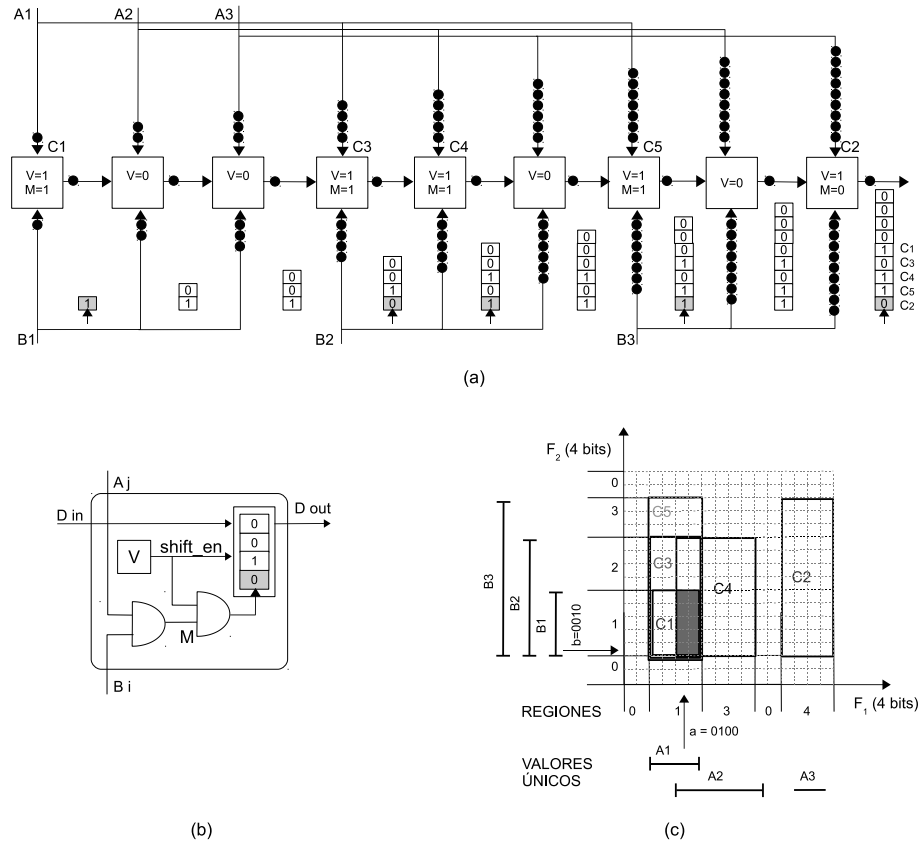 A1 A2 A3
C1 C3 C4 C5 C2
V=1 M=1
V=0
V=0
V=1 M=1
V=1 M=1
V=0
V=1 M=1
V=0
V=1 M=0
1
0 1
0 0 1
0 0 1 0
0 0 1 0 1
0 0 0 1 0 1
0 0 0 1 0 1 1
0 0 0 0 1 0 1 1
0 0 0 0 1 0 1 1 0
C1
C3
C4
C5
C2
B1 B2 B3
(a)
A j
D in
D out
V
shift_en
0
0
1
0
M
B i
(b)
F2 (4 bits)
0
3
2
1
0
B3
B2
B1
b=0010
C5
C3
C1
C4
C2
REGIONES 0 1 3 0 4
F1 (4 bits)
a = 0100
VALORES
ÚNICOS
A1
A2
A3
(c)